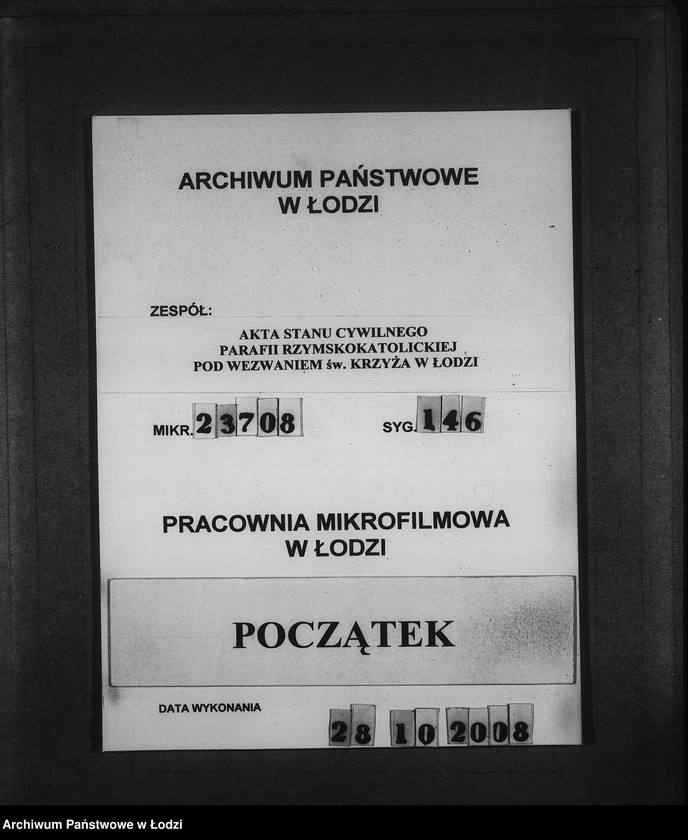 ARCHIWUM PAŃSTWOWE
W ŁODZI
ZESPÓŁ:
AKTA STANU CYWILNEGO
PARAFII RZYMSKOKATOLICKIEJ
POD WEZWANIEM św. KRZYŻA W ŁODZI
MIKR. 23708 SYG. 146
PRACOWNIA MIKROFILMOWA
W ŁODZI
POCZĄTEK
DATA WYKONANIA
28 10 2008
Archiwum Państwowe w Łodzi